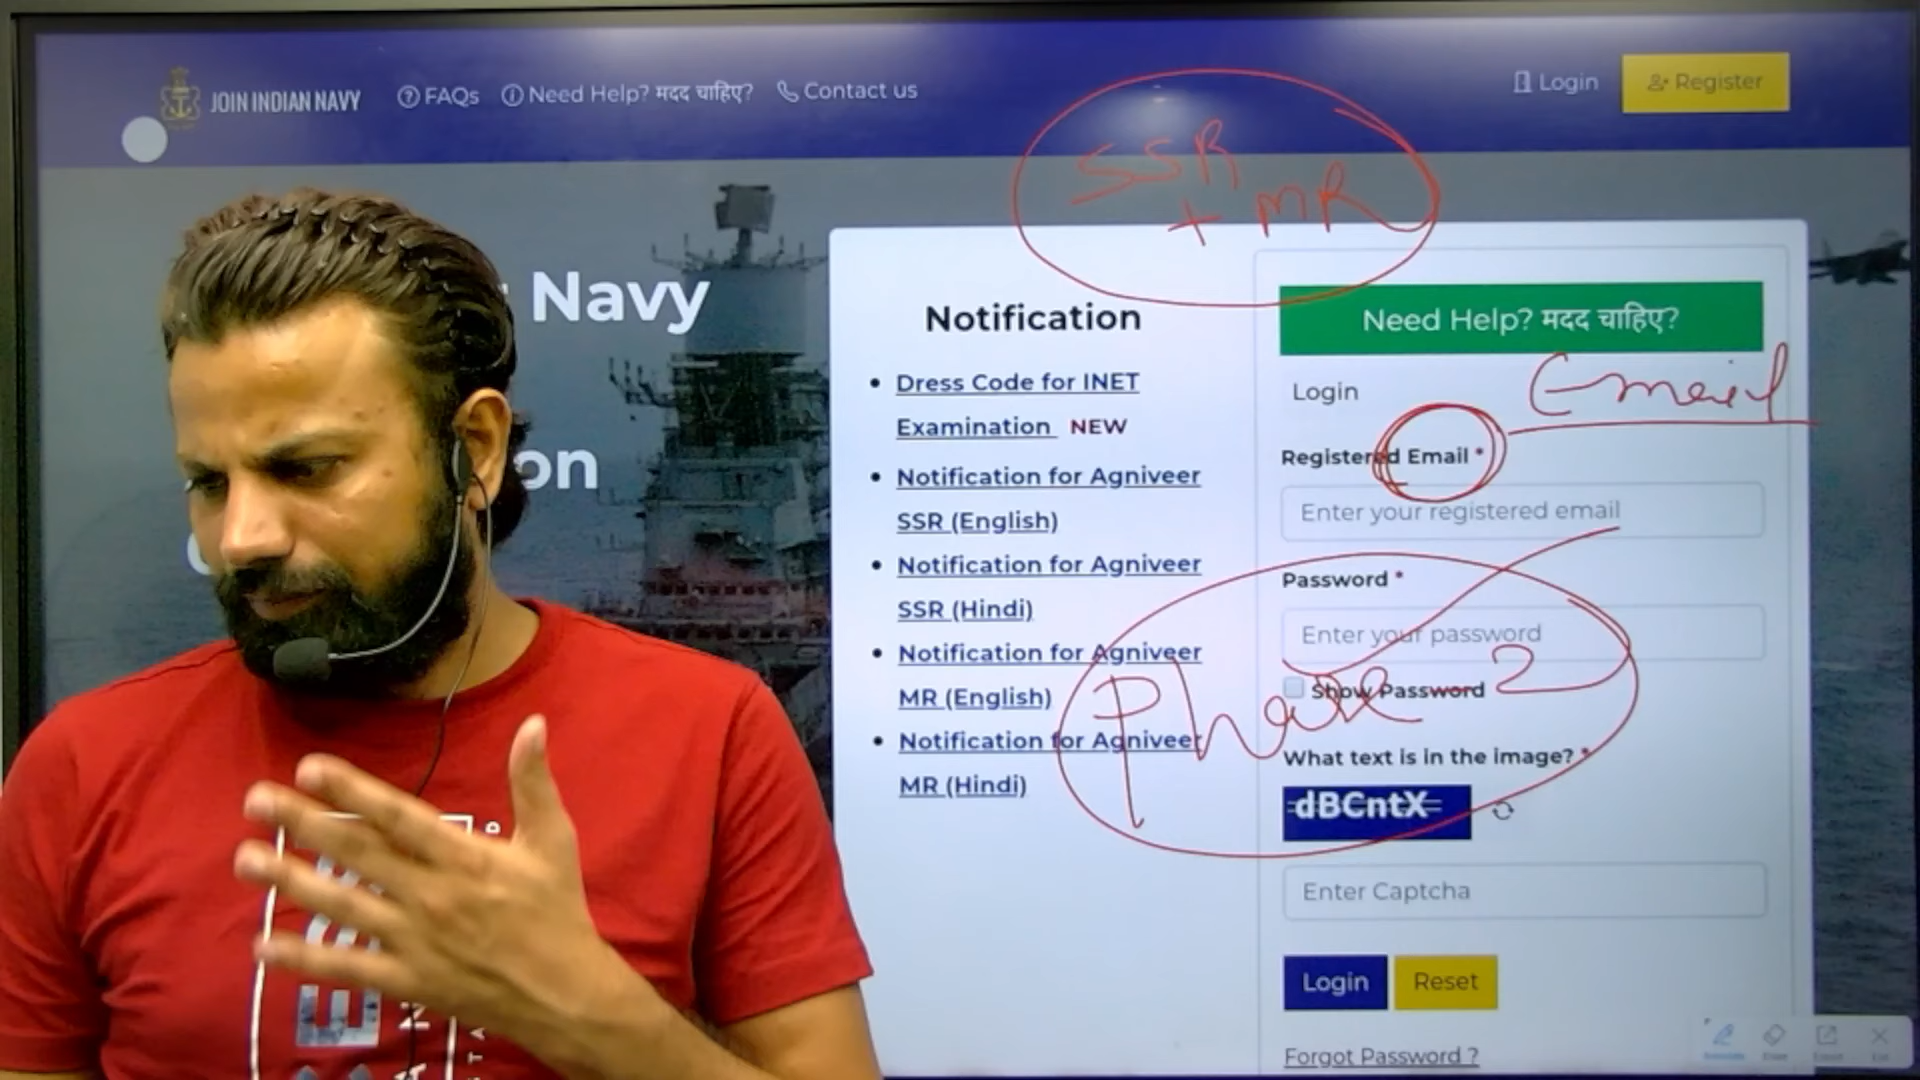 JOIN INDIAN NAVY
FAQs
Need Help? मदद चाहिए?
Contact us
Login
Register
SSR
+ MR
Navy
on
Notification
Dress Code for INET
Examination NEW
Notification for Agniveer
SSR (English)
Notification for Agniveer
SSR (Hindi)
Notification for Agniveer
MR (English)
Notification for Agniveer
MR (Hindi)
Need Help? मदद चाहिए?
Login
Email
Registered Email *
Enter your registered email
Password *
Enter your password
Show Password
Phase 2
What text is in the image? *
dBCntX
Enter Captcha
Login
Reset
Forgot Password ?